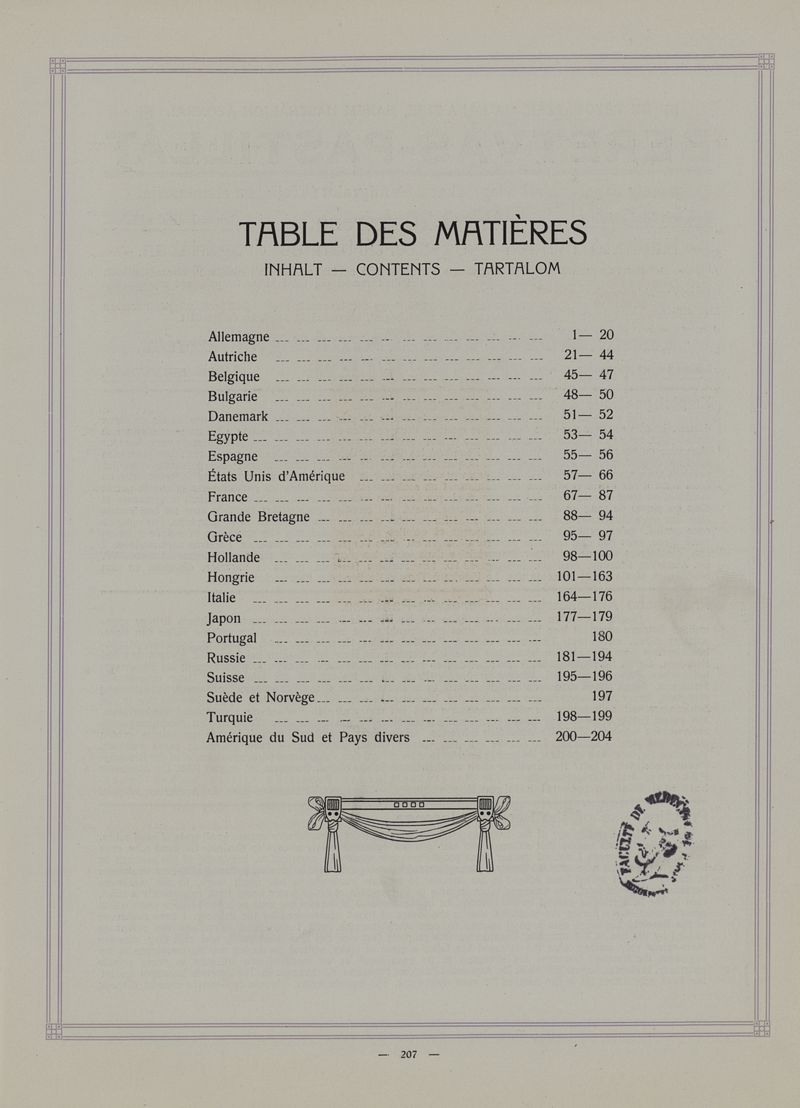 TABLE DES MATIÈRES
INHALT — CONTENTS — TARTALOM
Allemagne 1— 20
Autriche 21— 44
Belgique 45— 47
Bulgarie 48— 50
Danemark 51— 52
Egypte 53— 54
Espagne 55— 56
États Unis d'Amérique 57— 66
France 67— 87
Grande Bretagne 88— 94
Grèce 95— 97
Hollande 98—100
Hongrie 101—163
Italie 164—176
Japon 177—179
Portugal 180
Russie 181—194
Suisse 195—196
Suède et Norvège 197
Turquie 198—199
Amérique du Sud et Pays divers 200—204
FACULTÉ DE
— 207 —